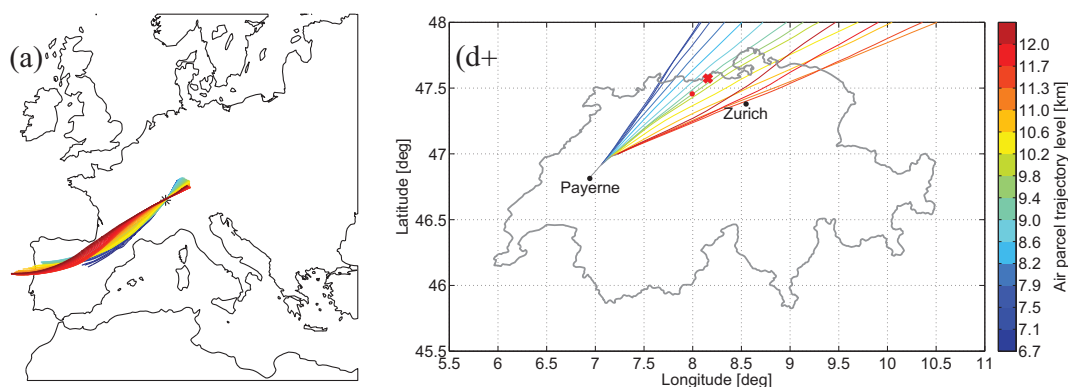 (a)
(d+
48
47.5
47
46.5
46
45.5
Latitude [deg]
Zurich
Payerne
5.5 6 6.5 7 7.5 8 8.5 9 9.5 10 10.5 11
Longitude [deg]
12.0
11.7
11.3
11.0
10.6
10.2
9.8
9.4
9.0
8.6
8.2
7.9
7.5
7.1
6.7
Air parcel trajectory level [km]